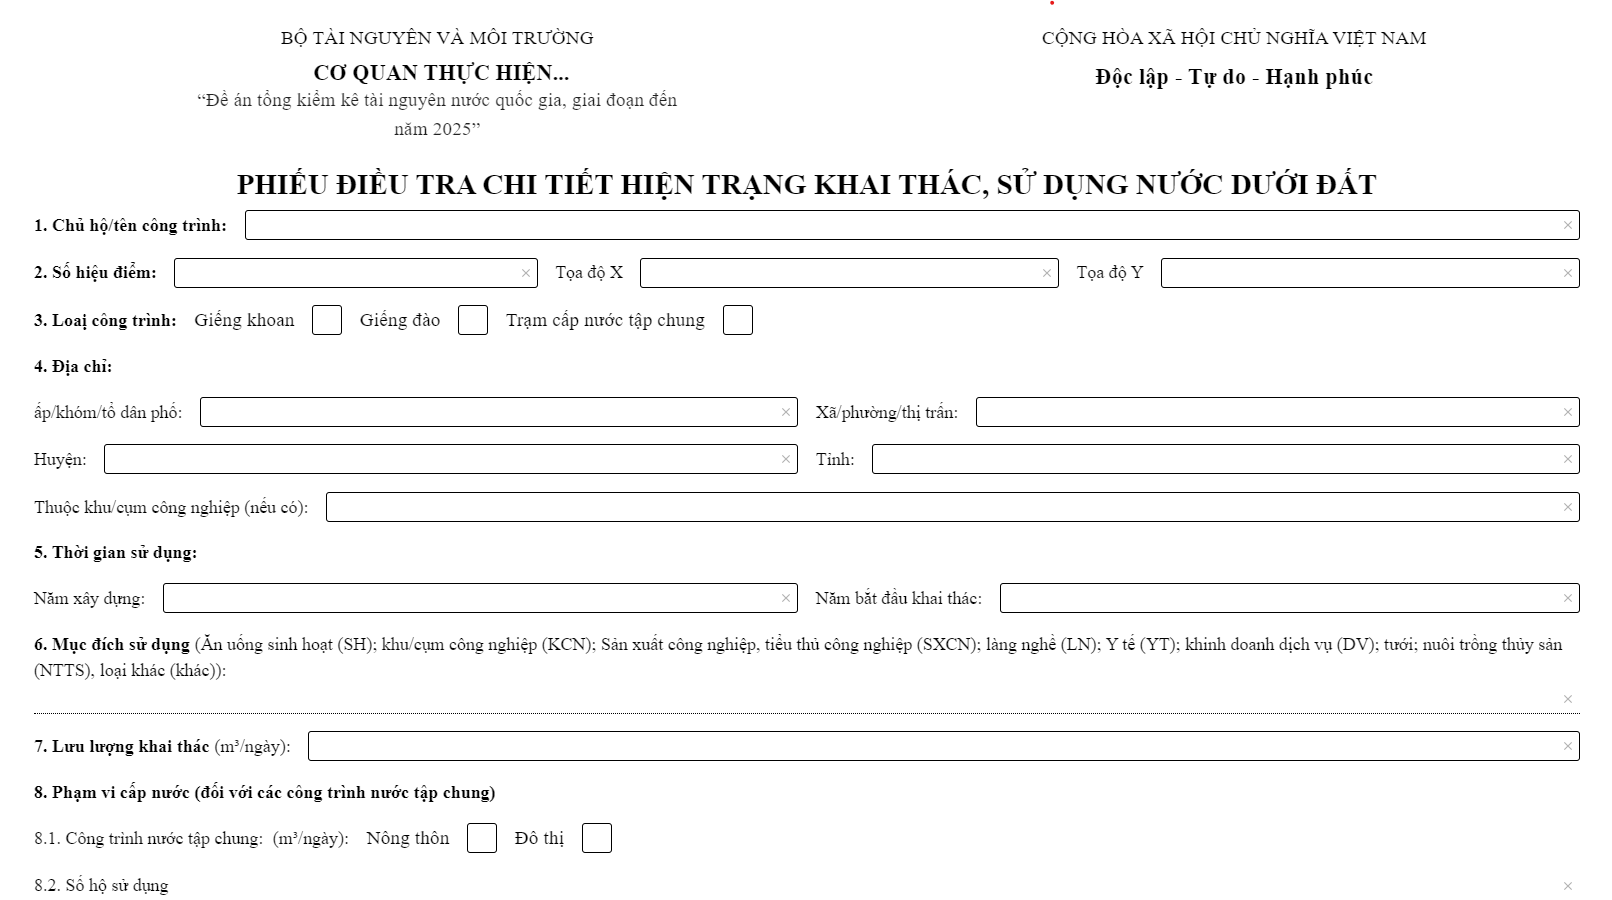 BỘ TÀI NGUYÊN VÀ MÔI TRƯỜNG
CƠ QUAN THỰC HIỆN...
“Đề án tổng kiểm kê tài nguyên nước quốc gia, giai đoạn đến
năm 2025”
CỘNG HÒA XÃ HỘI CHỦ NGHĨA VIỆT NAM
Độc lập - Tự do - Hạnh phúc
PHIẾU ĐIỀU TRA CHI TIẾT HIỆN TRẠNG KHAI THÁC, SỬ DỤNG NƯỚC DƯỚI ĐẤT
1. Chủ hộ/tên công trình: ×
2. Số hiệu điểm: × Tọa độ X × Tọa độ Y ×
3. Loại công trình: Giếng khoan Giếng đào Trạm cấp nước tập chung
4. Địa chỉ:
ấp/khóm/tổ dân phố: × Xã/phường/thị trấn: ×
Huyện: × Tỉnh: ×
Thuộc khu/cụm công nghiệp (nếu có): ×
5. Thời gian sử dụng:
Năm xây dựng: × Năm bắt đầu khai thác: ×
6. Mục đích sử dụng (Ăn uống sinh hoạt (SH); khu/cụm công nghiệp (KCN); Sản xuất công nghiệp, tiểu thủ công nghiệp (SXCN); làng nghề (LN); Y tế (YT); khinh doanh dịch vụ (DV); tưới; nuôi trồng thủy sản
(NTTS), loại khác (khác)):
×
7. Lưu lượng khai thác (m³/ngày): ×
8. Phạm vi cấp nước (đối với các công trình nước tập chung)
8.1. Công trình nước tập chung: (m³/ngày): Nông thôn Đô thị
8.2. Số hộ sử dụng ×